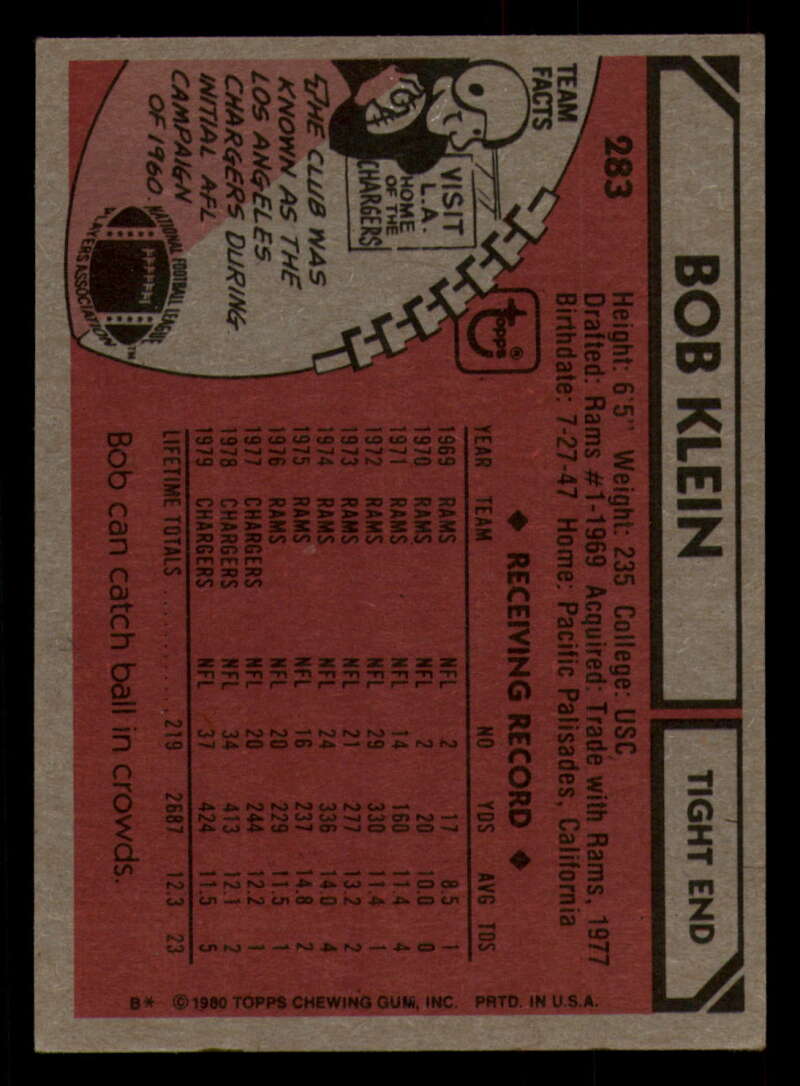 BOB KLEIN
TIGHT END
283
Height: 6'5" Weight: 235 College: USC
Drafted: Rams #1-1969 Acquired: Trade with Rams, 1977
Birthdate: 7-27-47 Home: Pacific Palisades, California
topps®
TEAM
FACTS
VISIT
L.A.
HOME
OF THE
CHARGERS
THE CLUB WAS
KNOWN AS THE
LOS ANGELES
CHARGERS DURING
INITIAL AFL
CAMPAIGN
OF 1960.
NATIONAL FOOTBALL LEAGUE
PLAYERS ASSOCIATION
TM
◆ RECEIVING RECORD ◆
YEAR TEAM NO YDS AVG TDS
1969 RAMS NFL 2 17 8.5 1
1970 RAMS NFL 2 20 10.0 0
1971 RAMS NFL 14 160 11.4 4
1972 RAMS NFL 29 330 11.4 1
1973 RAMS NFL 21 277 13.2 2
1974 RAMS NFL 24 336 14.0 4
1975 RAMS NFL 16 237 14.8 2
1976 RAMS NFL 20 229 11.5 1
1977 CHARGERS NFL 20 244 12.2 1
1978 CHARGERS NFL 34 413 12.1 2
1979 CHARGERS NFL 37 424 11.5 5
LIFETIME TOTALS .......... 219 2687 12.3 23
Bob can catch ball in crowds.
B* ©1980 TOPPS CHEWING GUM, INC. PRTD. IN U.S.A.